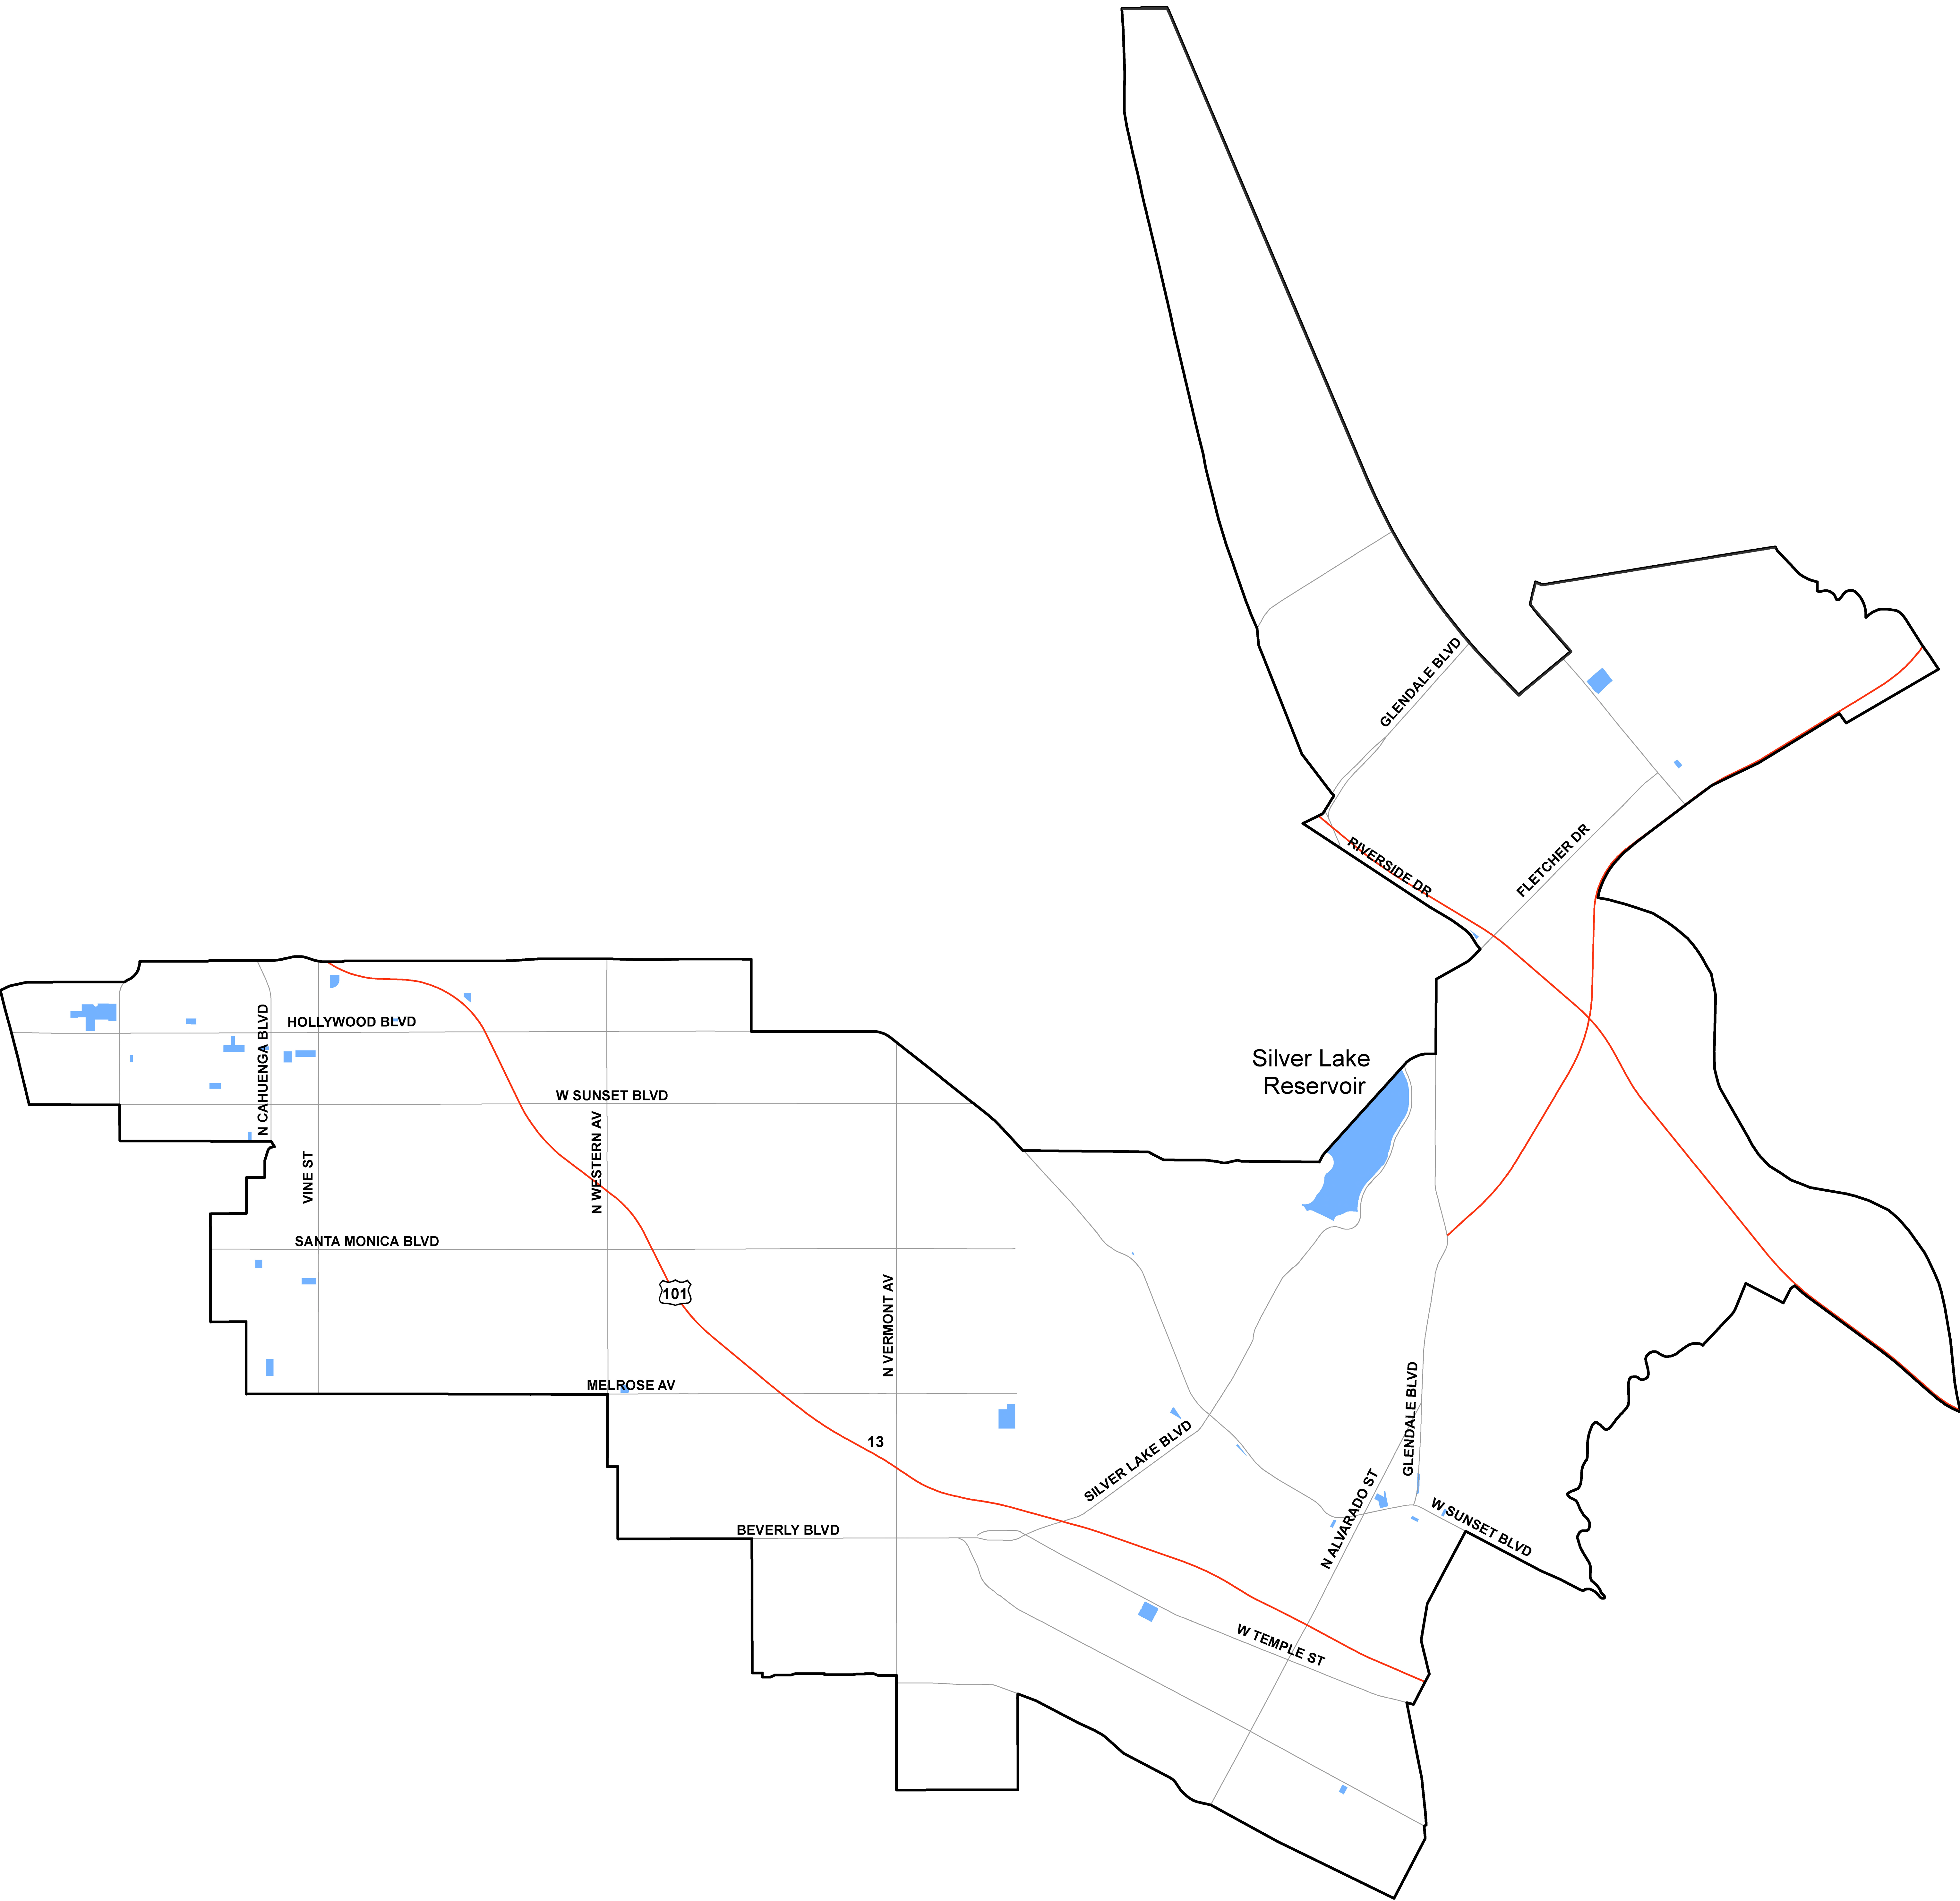 GLENDALE BLVD
RIVERSIDE DR
FLETCHER DR
HOLLYWOOD BLVD
N CAHUENGA BLVD
Silver Lake
Reservoir
W SUNSET BLVD
N WESTERN AV
VINE ST
SANTA MONICA BLVD
101
N VERMONT AV
MELROSE AV
13
GLENDALE BLVD
SILVER LAKE BLVD
N ALVARADO ST
W SUNSET BLVD
BEVERLY BLVD
W TEMPLE ST